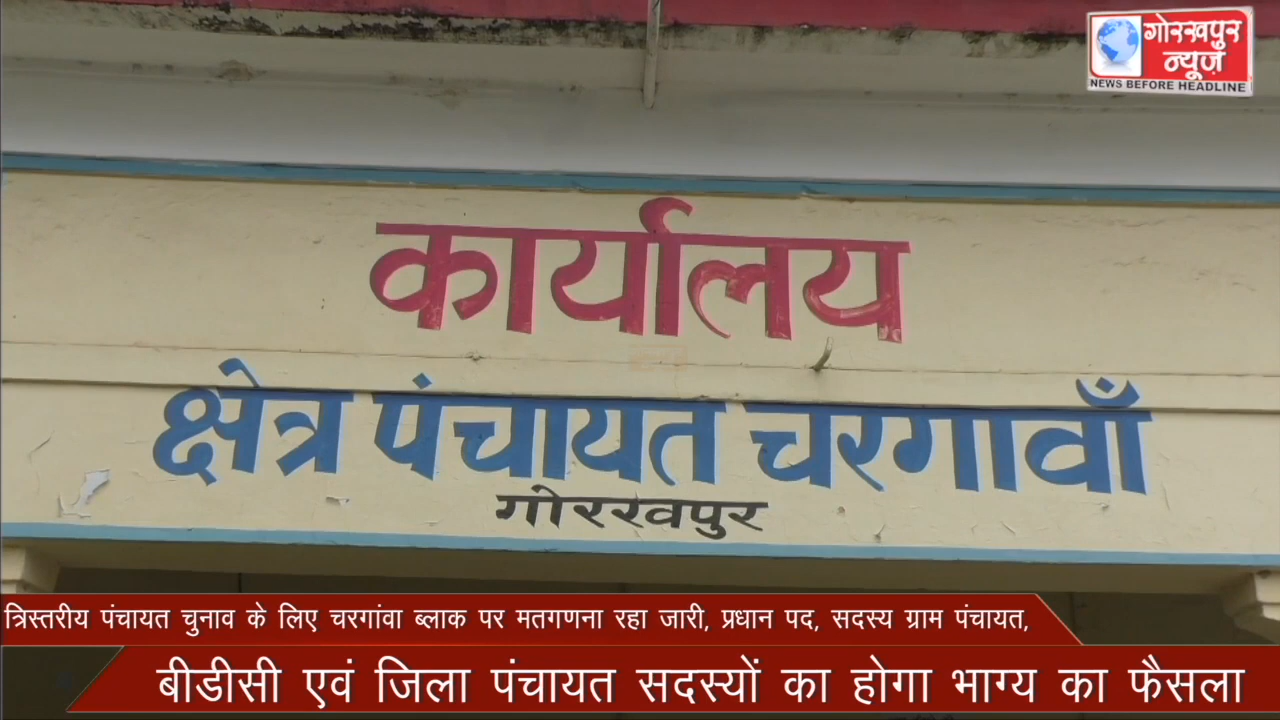 गोरखपुर
न्यूज़
NEWS BEFORE HEADLINE
कार्यालय
क्षेत्र पंचायत चरगावाँ
गोरखपुर
त्रिस्तरीय पंचायत चुनाव के लिए चरगांवा ब्लाक पर मतगणना रहा जारी, प्रधान पद, सदस्य ग्राम पंचायत,
बीडीसी एवं जिला पंचायत सदस्यों का होगा भाग्य का फैसला